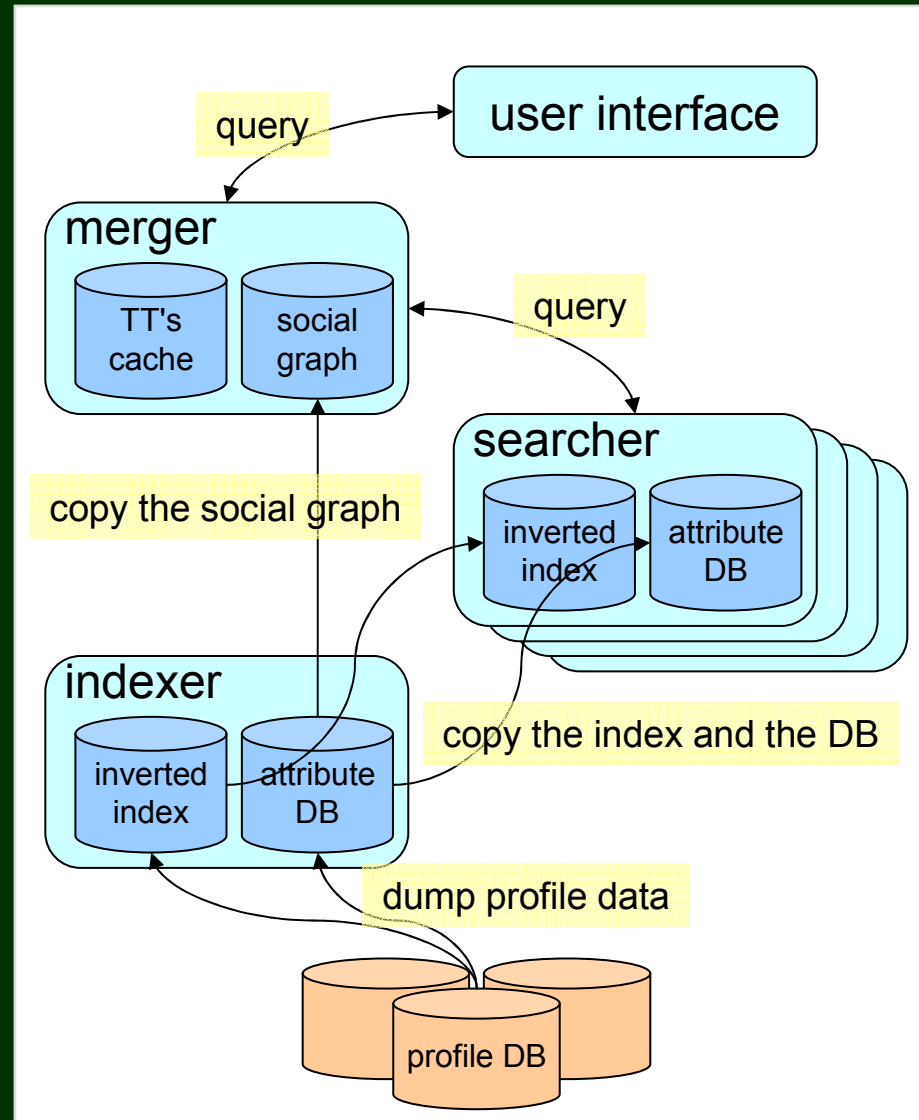 user interface
query
merger
TT's
cache
social
graph
query
searcher
inverted
index
attribute
DB
copy the social graph
indexer
inverted
index
attribute
DB
copy the index and the DB
dump profile data
profile DB